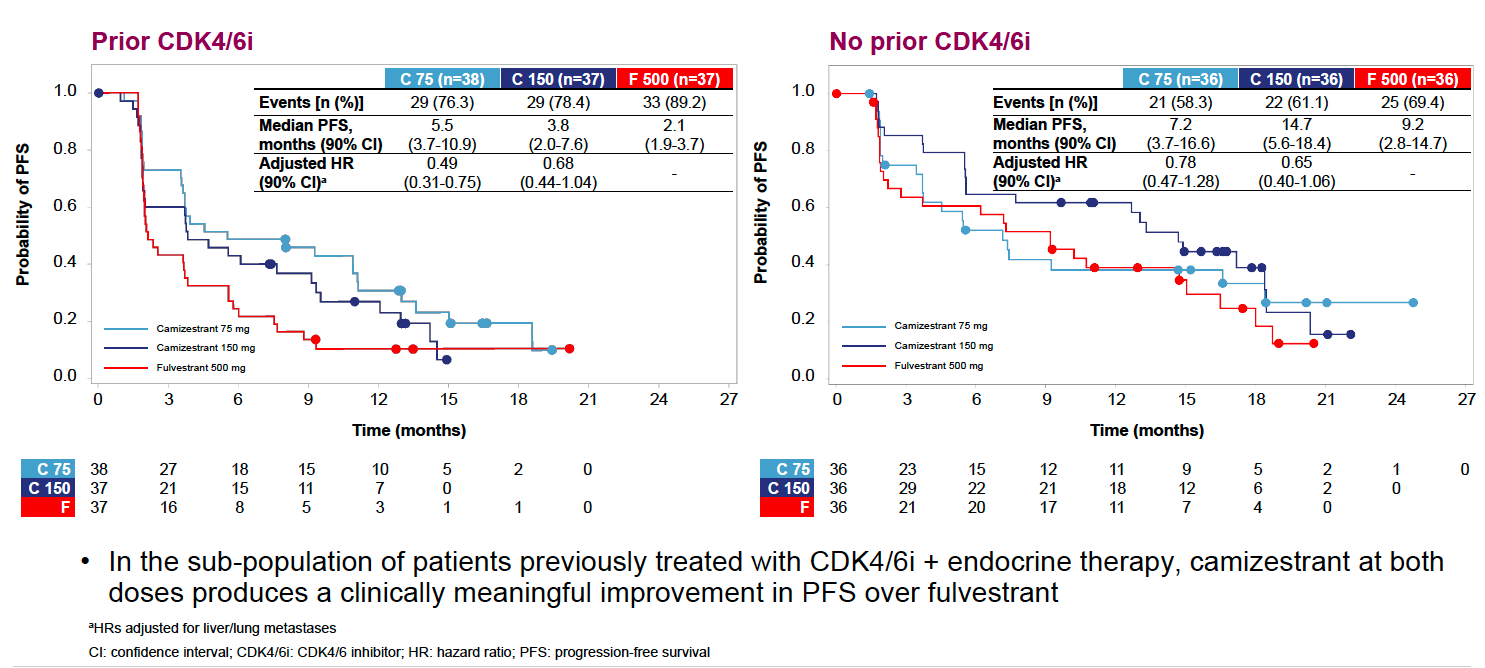 Prior CDK4/6i
C 75 (n=38) C 150 (n=37) F 500 (n=37)
Events [n (%)] 29 (76.3) 29 (78.4) 33 (89.2)
Median PFS, 5.5 3.8 2.1
months (90% CI) (3.7-10.9) (2.0-7.6) (1.9-3.7)
Adjusted HR 0.49 0.68 -
(90% CI)ᵃ (0.31-0.75) (0.44-1.04)
Probability of PFS
1.0
0.8
0.6
0.4
0.2
0.0
Camizestrant 75 mg
Camizestrant 150 mg
Fulvestrant 500 mg
0 3 6 9 12 15 18 21 24 27
Time (months)
C 75 38 27 18 15 10 5 2 0
C 150 37 21 15 11 7 0
F 37 16 8 5 3 1 1 0
No prior CDK4/6i
C 75 (n=36) C 150 (n=36) F 500 (n=36)
Events [n (%)] 21 (58.3) 22 (61.1) 25 (69.4)
Median PFS, 7.2 14.7 9.2
months (90% CI) (3.7-16.6) (5.6-18.4) (2.8-14.7)
Adjusted HR 0.78 0.65 -
(90% CI)ᵃ (0.47-1.28) (0.40-1.06)
Probability of PFS
1.0
0.8
0.6
0.4
0.2
0.0
Camizestrant 75 mg
Camizestrant 150 mg
Fulvestrant 500 mg
0 3 6 9 12 15 18 21 24 27
Time (months)
C 75 36 23 15 12 11 9 5 2 1 0
C 150 36 29 22 21 18 12 6 2 0
F 36 21 20 17 11 7 4 0
• In the sub-population of patients previously treated with CDK4/6i + endocrine therapy, camizestrant at both
doses produces a clinically meaningful improvement in PFS over fulvestrant
ᵃHRs adjusted for liver/lung metastases
CI: confidence interval; CDK4/6i: CDK4/6 inhibitor; HR: hazard ratio; PFS: progression-free survival